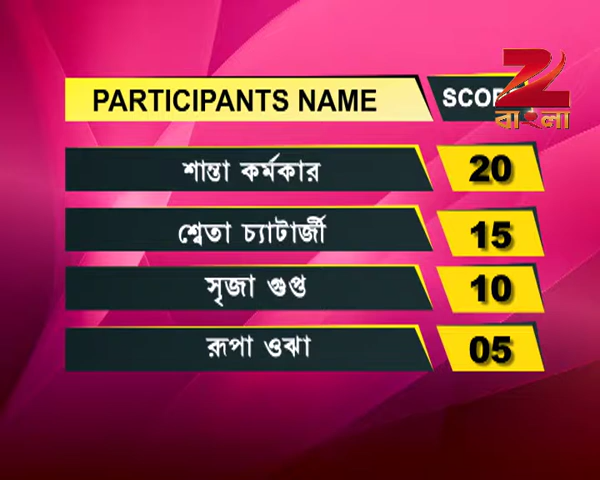 PARTICIPANTS NAME SCOR
Z
বাংলা
শান্তা কর্মকার 20
শ্বেতা চ্যাটার্জী 15
সৃজা গুপ্ত 10
রূপা ওঝা 05